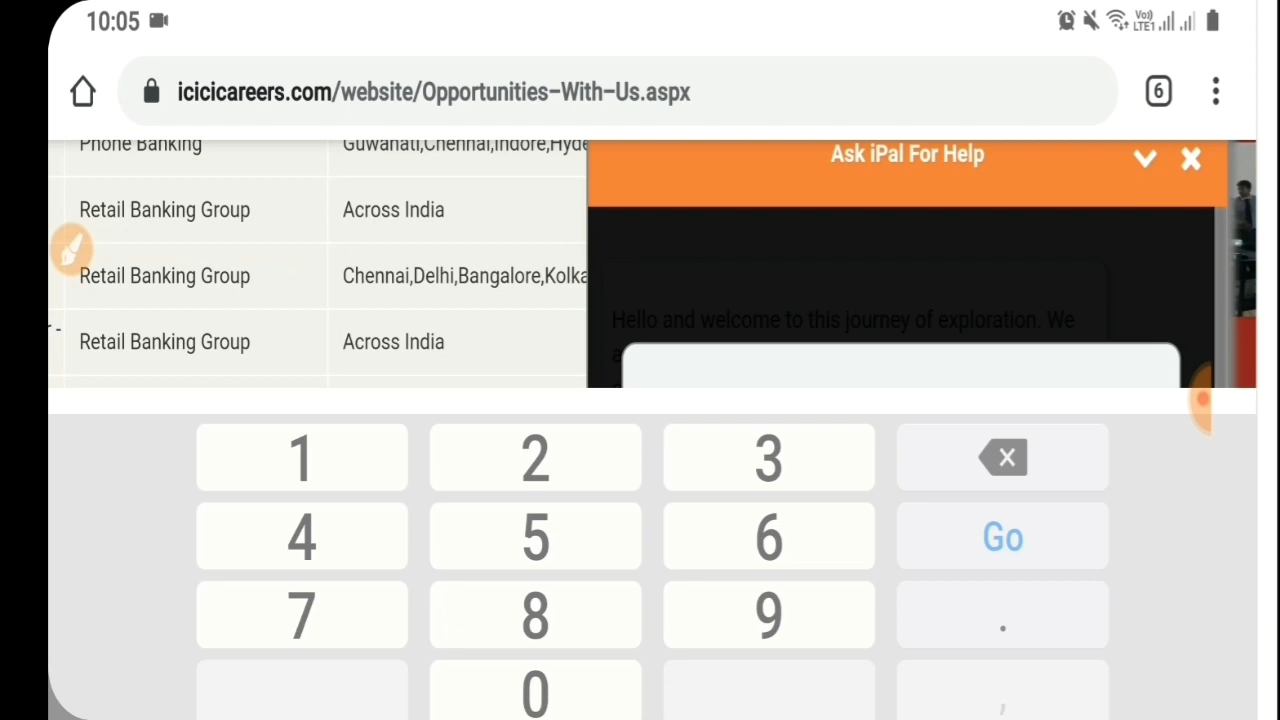 10:05
Vo)) LTE1
icicicareers.com/website/Opportunities-With-Us.aspx
6
Phone Banking Guwahati,Chennai,Indore,Hyde
Ask iPal For Help
Retail Banking Group Across India
Retail Banking Group Chennai,Delhi,Bangalore,Kolka
Hello and welcome to this journey of exploration. We
Retail Banking Group Across India
1 2 3
4 5 6 Go
7 8 9 .
0 ,